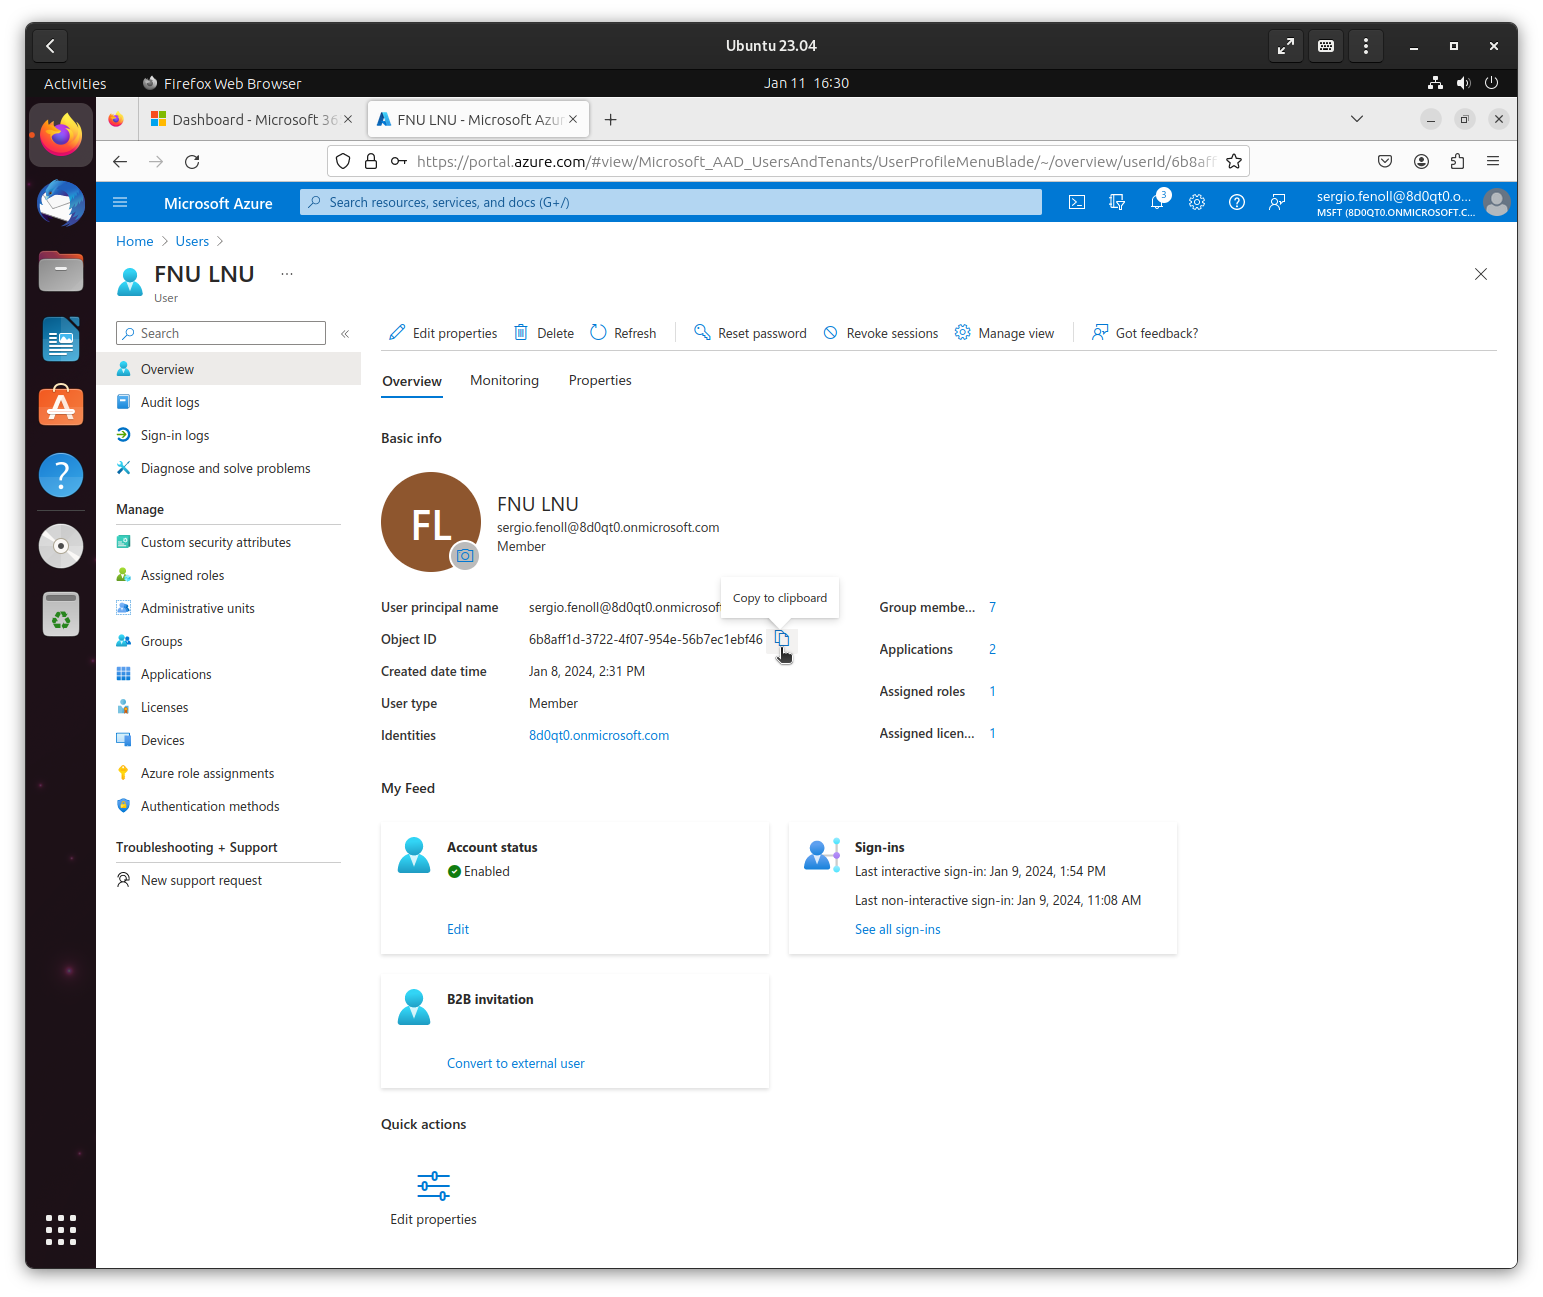 Ubuntu 23.04
Activities
Firefox Web Browser
Jan 11 16:30
Dashboard - Microsoft 36
FNU LNU - Microsoft Azur
https://portal.azure.com/#view/Microsoft_AAD_UsersAndTenants/UserProfileMenuBlade/~/overview/userId/6b8aff
Microsoft Azure
Search resources, services, and docs (G+/)
3
sergio.fenoll@8d0qt0.o...
MSFT (8D0QT0.ONMICROSOFT.C...
Home > Users >
FNU LNU ...
User
Search
«
Edit properties
Delete
Refresh
Reset password
Revoke sessions
Manage view
Got feedback?
Overview
Audit logs
Sign-in logs
Diagnose and solve problems
Manage
Custom security attributes
Assigned roles
Administrative units
Groups
Applications
Licenses
Devices
Azure role assignments
Authentication methods
Troubleshooting + Support
New support request
Overview
Monitoring
Properties
Basic info
FL
FNU LNU
sergio.fenoll@8d0qt0.onmicrosoft.com
Member
Copy to clipboard
User principal name
sergio.fenoll@8d0qt0.onmicrosoft
Object ID
6b8aff1d-3722-4f07-954e-56b7ec1ebf46
Created date time
Jan 8, 2024, 2:31 PM
User type
Member
Identities
8d0qt0.onmicrosoft.com
Group membe... 7
Applications 2
Assigned roles 1
Assigned licen... 1
My Feed
Account status
Enabled
Edit
Sign-ins
Last interactive sign-in: Jan 9, 2024, 1:54 PM
Last non-interactive sign-in: Jan 9, 2024, 11:08 AM
See all sign-ins
B2B invitation
Convert to external user
Quick actions
Edit properties